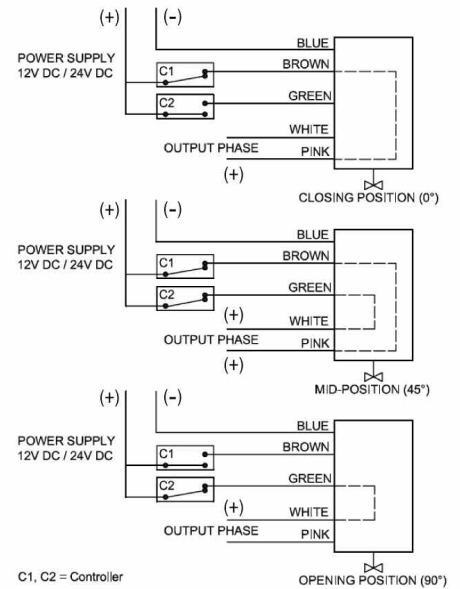 (+) (-)
BLUE
POWER SUPPLY
12V DC / 24V DC
C1
BROWN
C2
GREEN
WHITE
OUTPUT PHASE
PINK
(+)
CLOSING POSITION (0°)
(+) (-)
BLUE
POWER SUPPLY
12V DC / 24V DC
C1
BROWN
C2
GREEN
(+)
WHITE
OUTPUT PHASE
PINK
(+)
MID-POSITION (45°)
(+) (-)
BLUE
POWER SUPPLY
12V DC / 24V DC
C1
BROWN
C2
GREEN
(+)
WHITE
OUTPUT PHASE
PINK
C1, C2 = Controller
OPENING POSITION (90°)